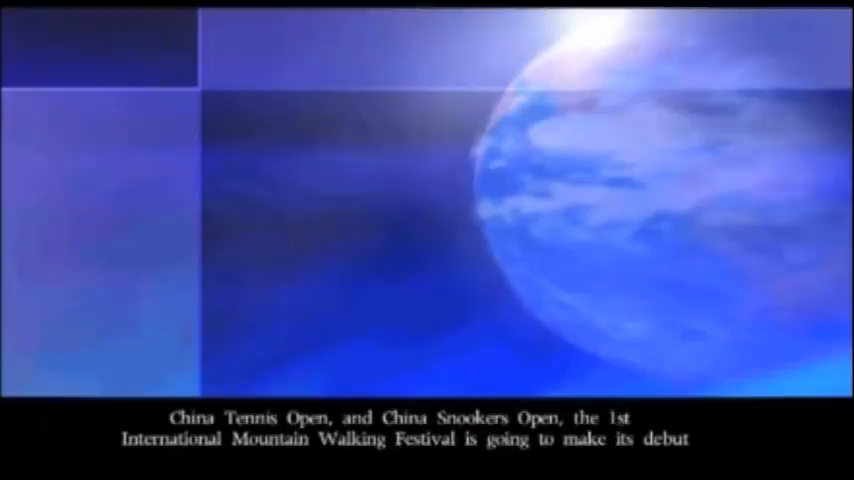 China Tennis Open, and China Snookers Open, the 1st
International Mountain Walking Festival is going to make its debut